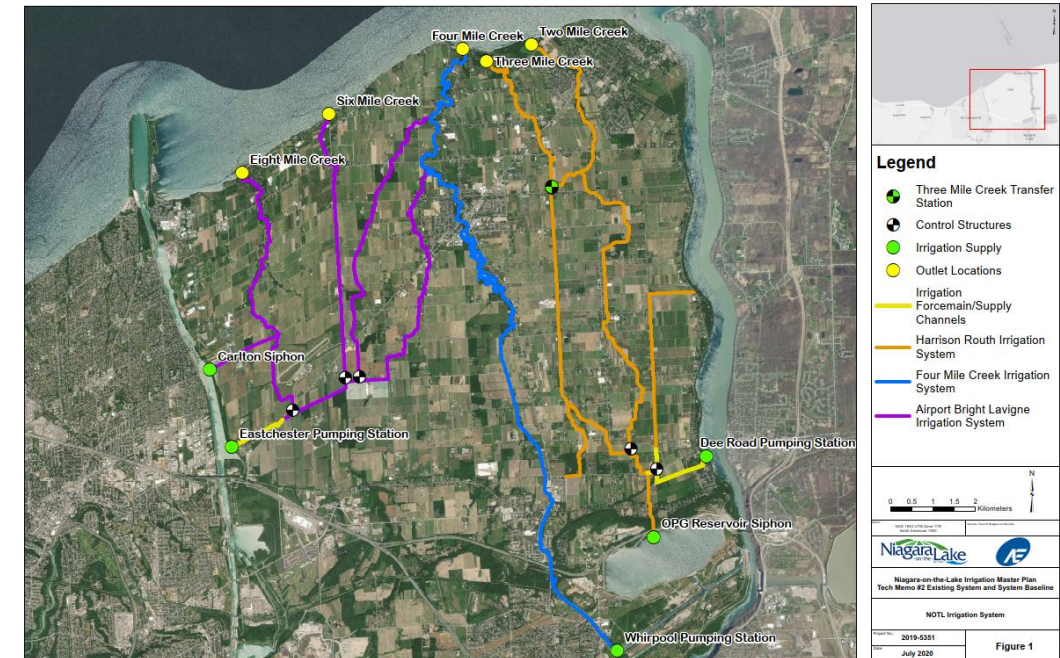 Four Mile Creek
Two Mile Creek
Three Mile Creek
Six Mile Creek
Eight Mile Creek
Carlton Siphon
Eastchester Pumping Station
Dee Road Pumping Station
OPG Reservoir Siphon
Whirpool Pumping Station
N
Legend
Three Mile Creek Transfer
Station
Control Structures
Irrigation Supply
Outlet Locations
Irrigation
Forcemain/Supply
Channels
Harrison Routh Irrigation
System
Four Mile Creek Irrigation
System
Airport Bright Lavigne
Irrigation System
N
0 0.5 1 1.5 2
Kilometers
Niagara Lake
on-the
AE
Niagara-on-the-Lake Irrigation Master Plan
Tech Memo #2 Existing System and System Baseline
NOTL Irrigation System
Project No.
2019-5351
Date
July 2020
Figure 1